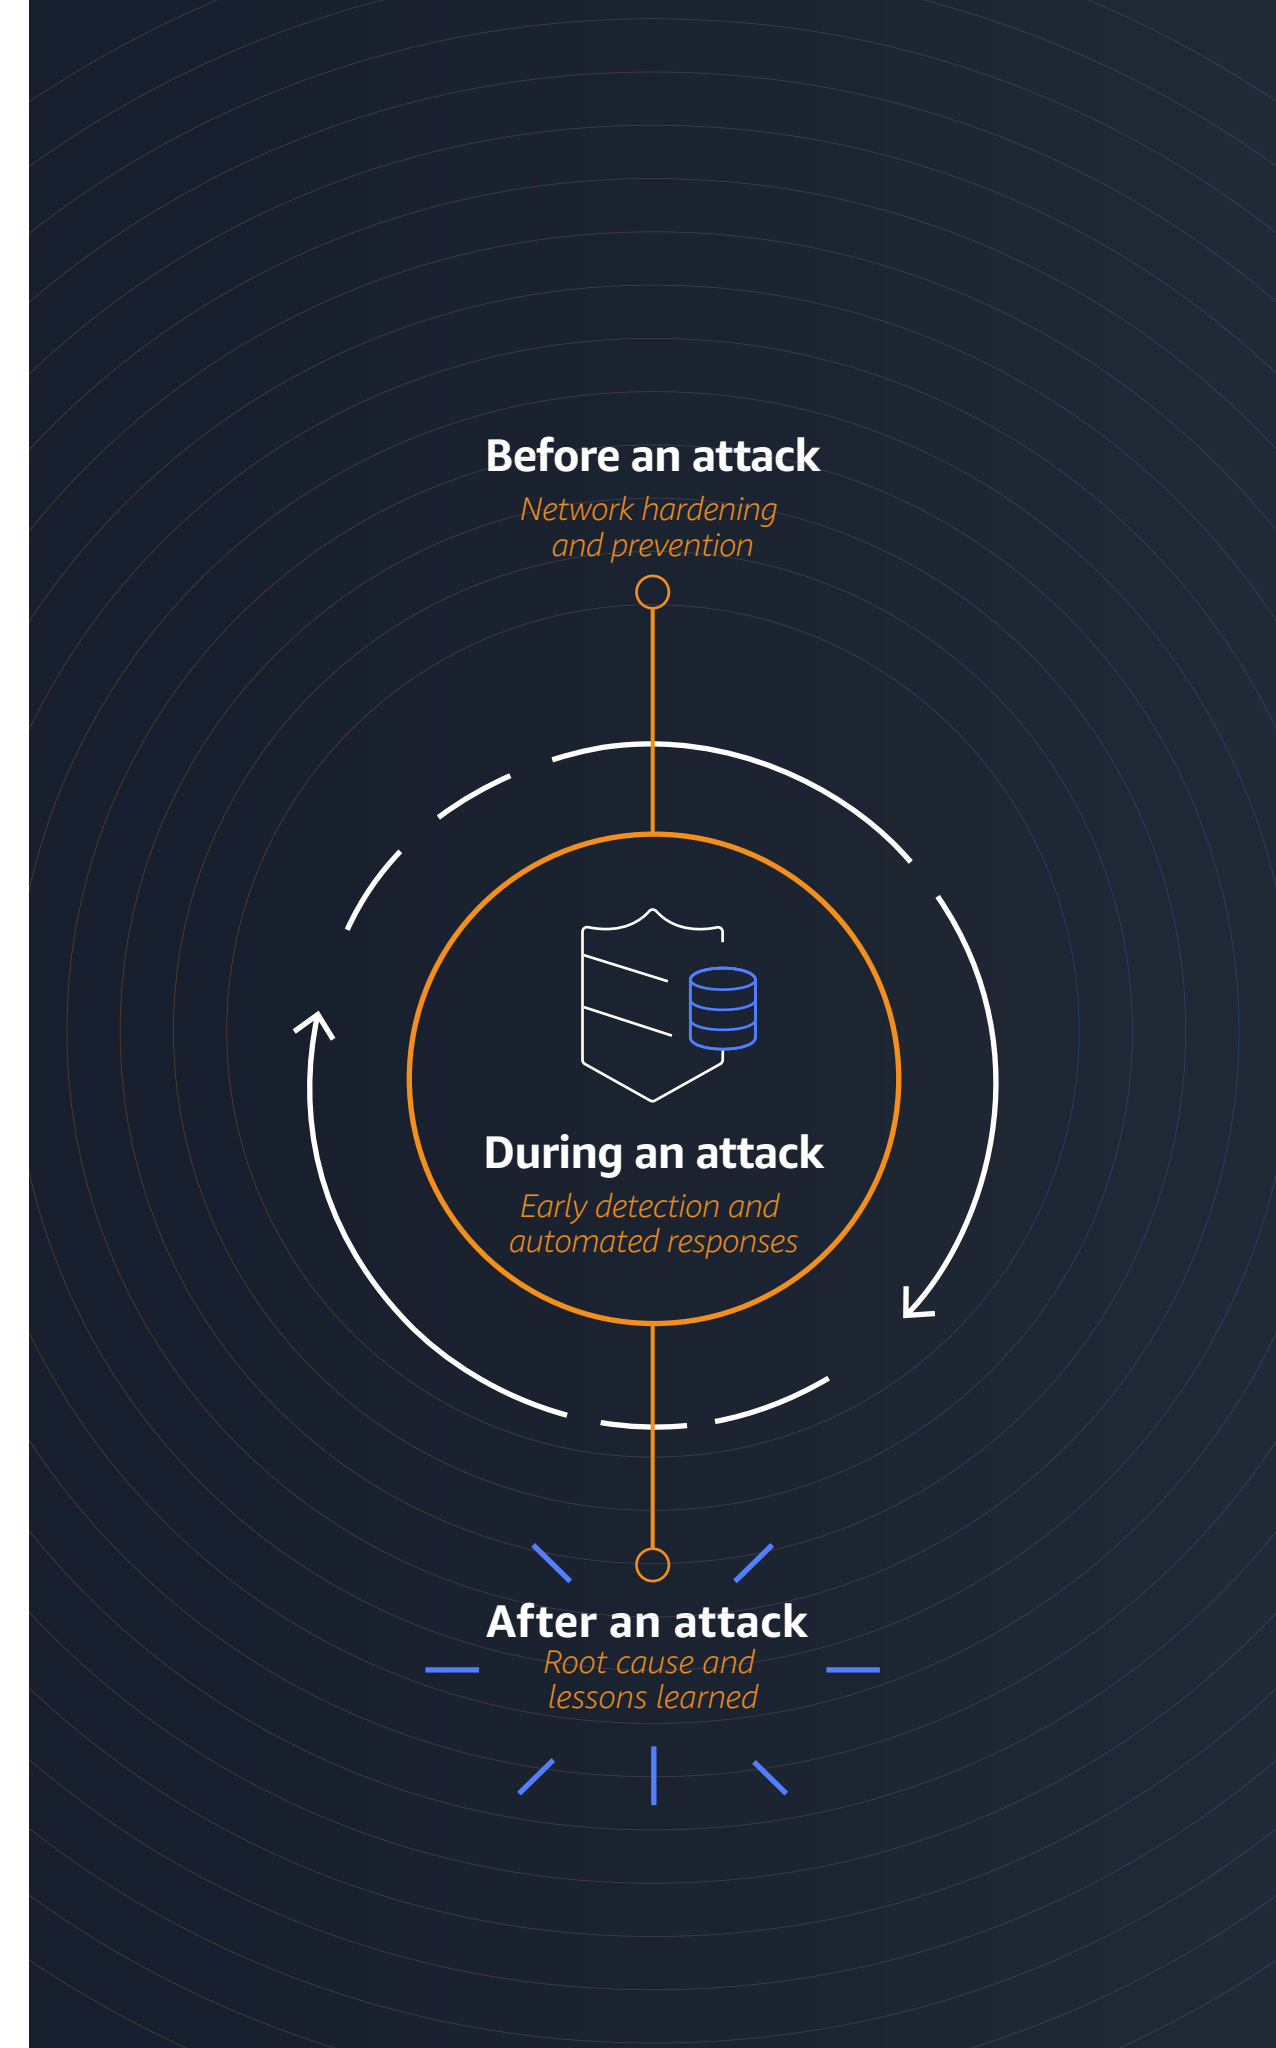 Before an attack
Network hardening
and prevention
During an attack
Early detection and
automated responses
After an attack
Root cause and
lessons learned